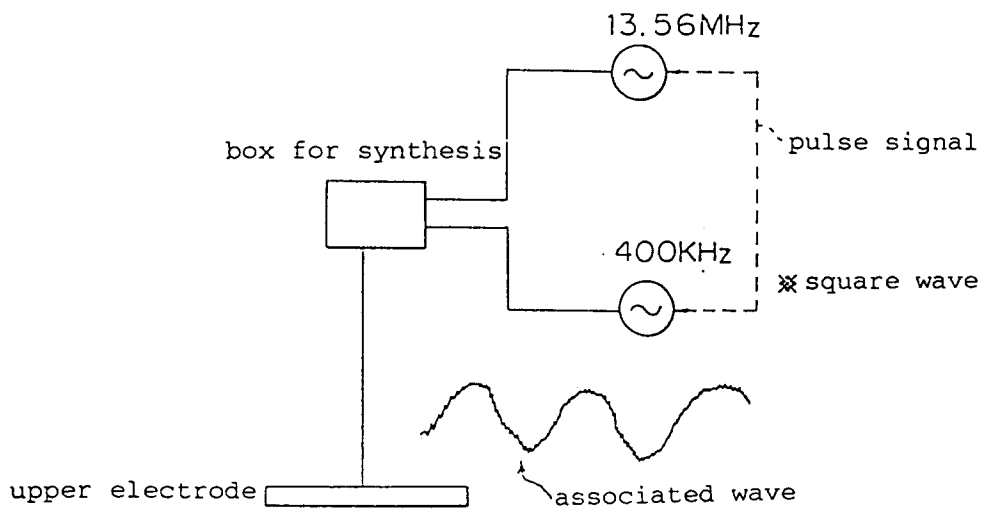 13.56MHz
box for synthesis
pulse signal
400KHz
※ square wave
upper electrode
associated wave